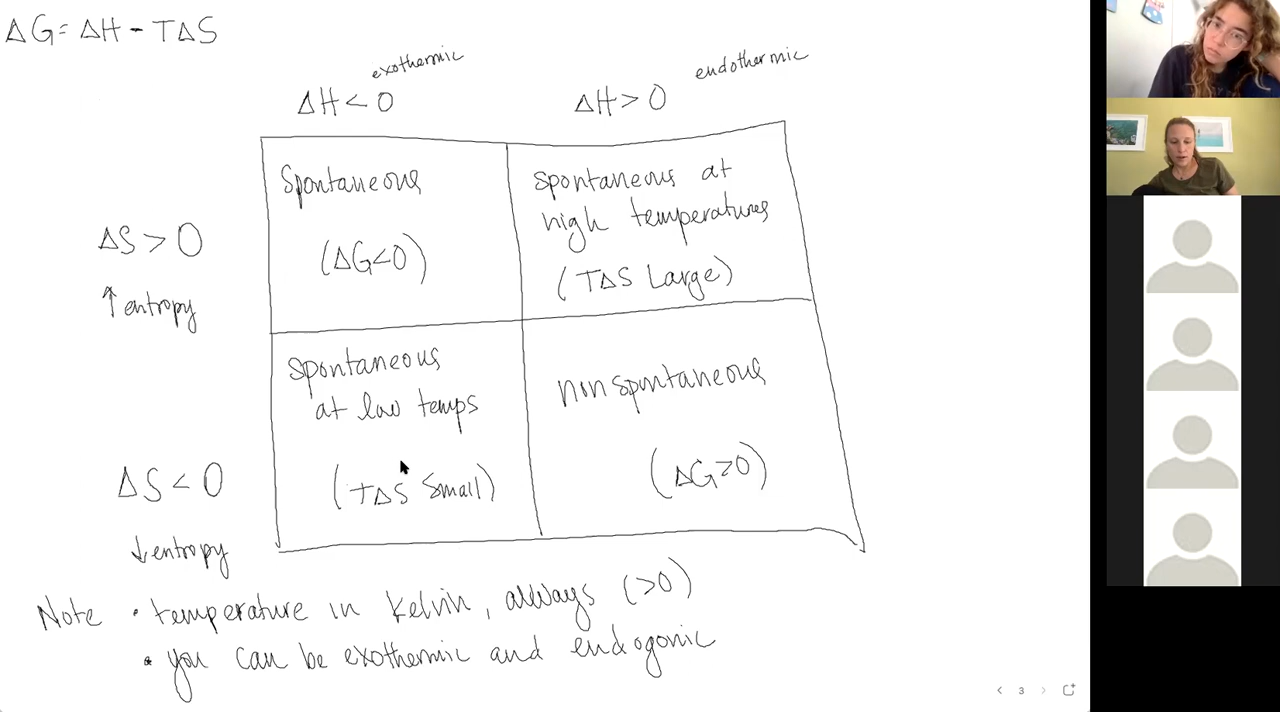 ΔG = ΔH - TΔS
exothermic
endothermic
ΔH < 0
ΔH > 0
ΔS > 0
↑ entropy
Spontaneous
(ΔG<0)
spontaneous at
high temperatures
(TΔS Large)
ΔS < 0
↓ entropy
spontaneous
at low temps
(TΔS Small)
nonspontaneous
(ΔG>0)
Note • temperature in Kelvin, always (>0)
• you can be exothermic and endogonic
< 3 >